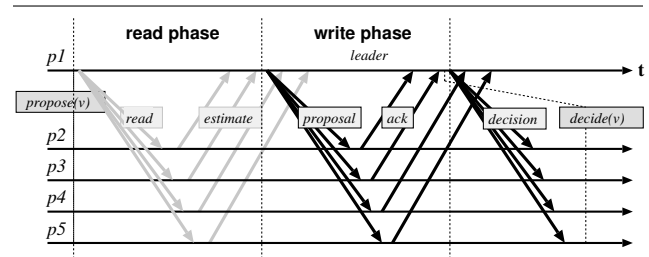 read phase
write phase
p1
leader
t
propose(v)
read
estimate
proposal
ack
decision
decide(v)
p2
p3
p4
p5